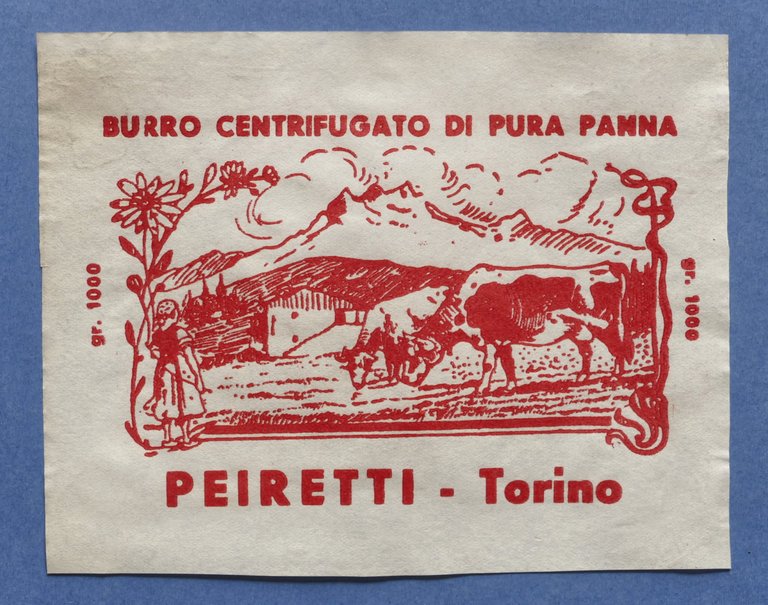 BURRO CENTRIFUGATO DI PURA PANNA
gr. 1000
gr. 1000
PEIRETTI - Torino